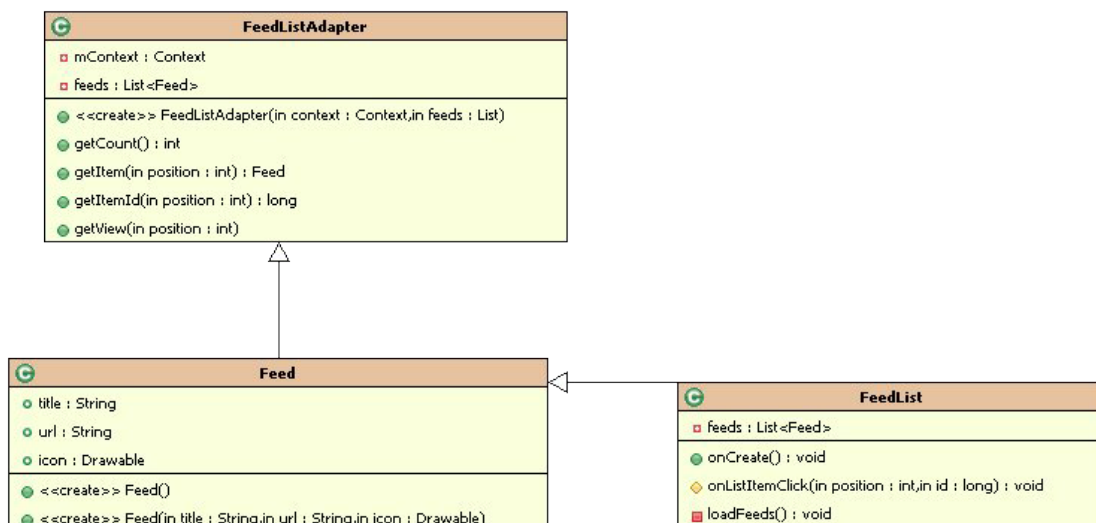 FeedListAdapter
mContext : Context
feeds : List<Feed>
<<create>> FeedListAdapter(in context : Context,in feeds : List)
getCount() : int
getItem(in position : int) : Feed
getItemId(in position : int) : long
getView(in position : int)
Feed
title : String
url : String
icon : Drawable
<<create>> Feed()
<<create>> Feed(in title : String,in url : String,in icon : Drawable)
FeedList
feeds : List<Feed>
onCreate() : void
onListItemClick(in position : int,in id : long) : void
loadFeeds() : void